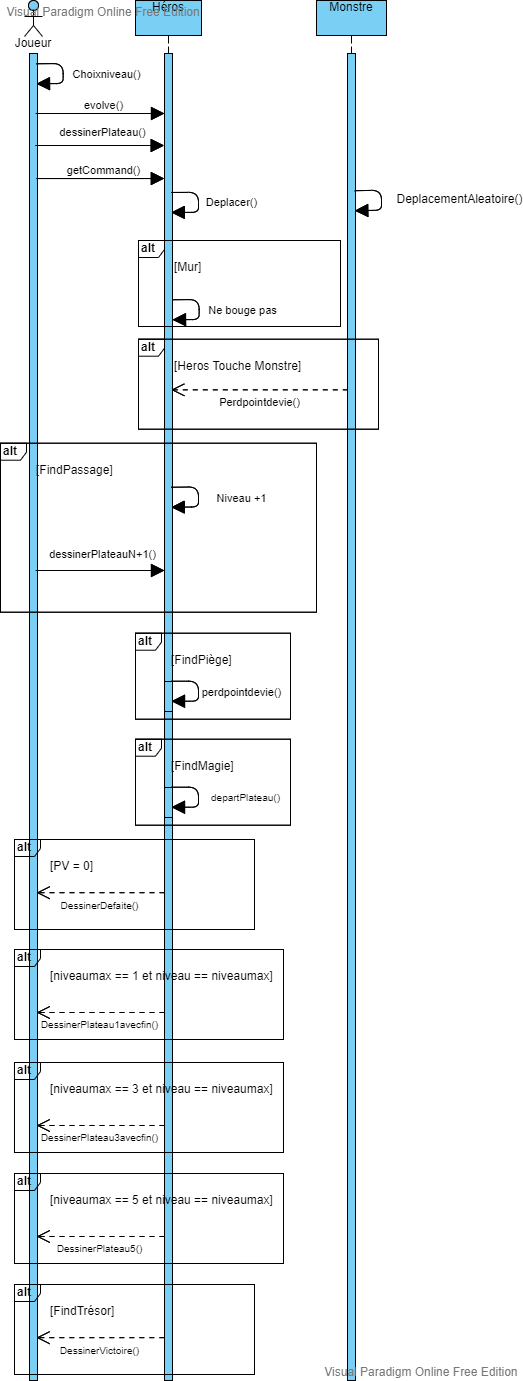 Visual Paradigm Online Free Edition
Héros
Monstre
Joueur
Choixniveau()
evolve()
dessinerPlateau()
getCommand()
Deplacer()
DeplacementAleatoire()
alt
[Mur]
Ne bouge pas
alt
[Heros Touche Monstre]
Perdpointdevie()
alt
[FindPassage]
Niveau +1
dessinerPlateauN+1()
alt
[FindPiège]
perdpointdevie()
alt
[FindMagie]
departPlateau()
alt
[PV = 0]
DessinerDefaite()
alt
[niveaumax == 1 et niveau == niveaumax]
DessinerPlateau1avecfin()
alt
[niveaumax == 3 et niveau == niveaumax]
DessinerPlateau3avecfin()
alt
[niveaumax == 5 et niveau == niveaumax]
DessinerPlateau5()
alt
[FindTrésor]
DessinerVictoire()
Visual Paradigm Online Free Edition